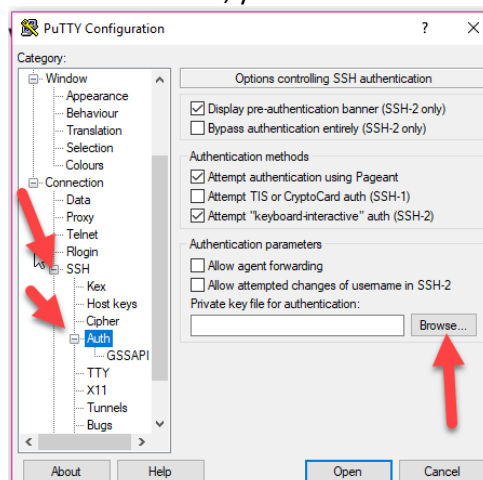 PuTTY Configuration
?
Category:
Window
Appearance
Behaviour
Translation
Selection
Colours
Connection
Data
Proxy
Telnet
Rlogin
SSH
Kex
Host keys
Cipher
Auth
GSSAPI
TTY
X11
Tunnels
Bugs
Options controlling SSH authentication
Display pre-authentication banner (SSH-2 only)
Bypass authentication entirely (SSH-2 only)
Authentication methods
Attempt authentication using Pageant
Attempt TIS or CryptoCard auth (SSH-1)
Attempt "keyboard-interactive" auth (SSH-2)
Authentication parameters
Allow agent forwarding
Allow attempted changes of username in SSH-2
Private key file for authentication:
Browse...
About Help Open Cancel